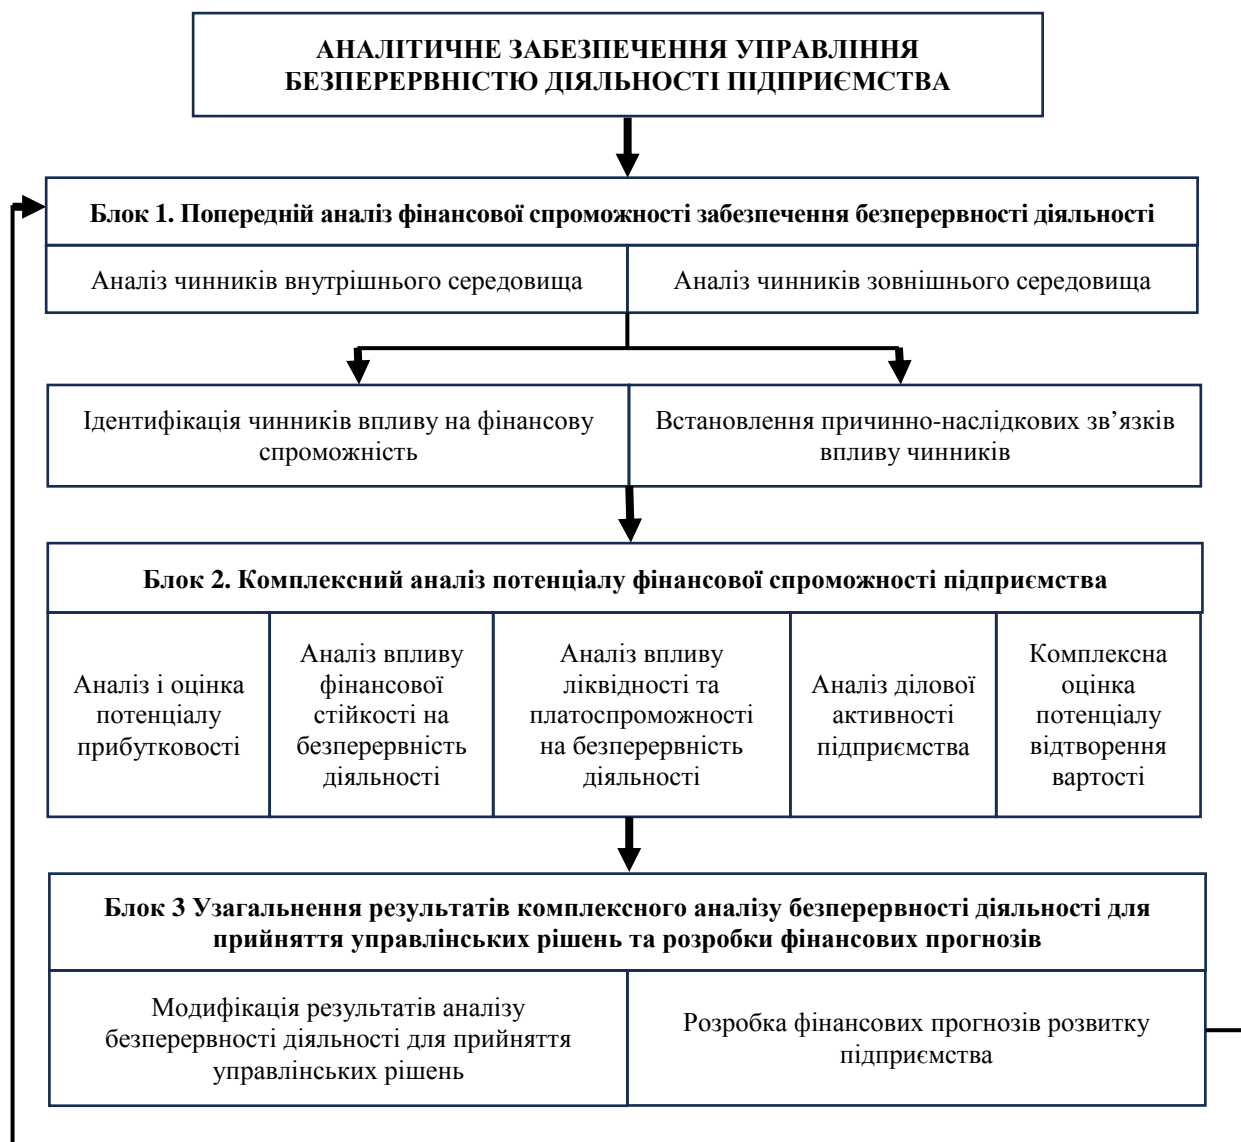 АНАЛІТИЧНЕ ЗАБЕЗПЕЧЕННЯ УПРАВЛІННЯ
БЕЗПЕРЕРВНІСТЮ ДІЯЛЬНОСТІ ПІДПРИЄМСТВА
Блок 1. Попередній аналіз фінансової спроможності забезпечення безперервності діяльності
Аналіз чинників внутрішнього середовища
Аналіз чинників зовнішнього середовища
Ідентифікація чинників впливу на фінансову
спроможність
Встановлення причинно-наслідкових зв’язків
впливу чинників
Блок 2. Комплексний аналіз потенціалу фінансової спроможності підприємства
Аналіз і оцінка
потенціалу
прибутковості
Аналіз впливу
фінансової
стійкості на
безперервність
діяльності
Аналіз впливу
ліквідності та
платоспроможності
на безперервність
діяльності
Аналіз ділової
активності
підприємства
Комплексна
оцінка
потенціалу
відтворення
вартості
Блок 3 Узагальнення результатів комплексного аналізу безперервності діяльності для
прийняття управлінських рішень та розробки фінансових прогнозів
Модифікація результатів аналізу
безперервності діяльності для прийняття
управлінських рішень
Розробка фінансових прогнозів розвитку
підприємства